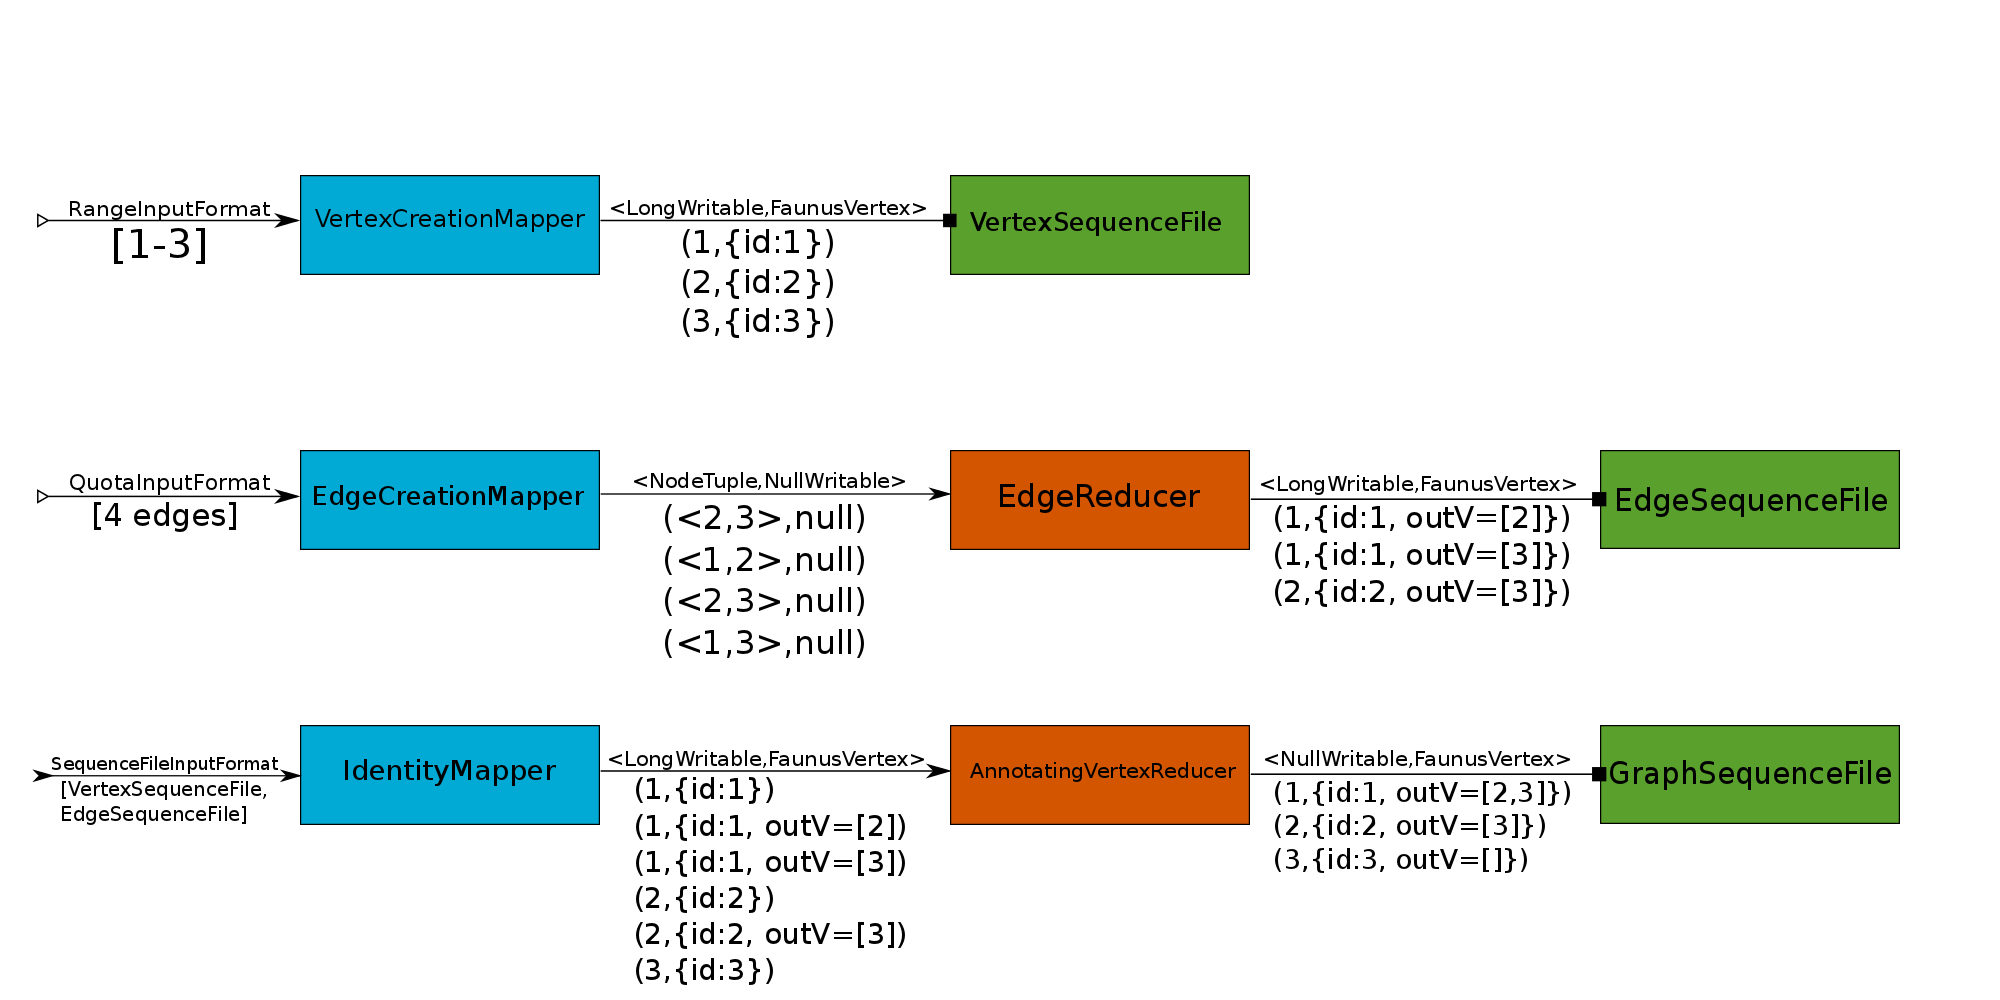 RangeInputFormat
[1-3]
VertexCreationMapper
<LongWritable,FaunusVertex>
(1,{id:1})
(2,{id:2})
(3,{id:3})
VertexSequenceFile
QuotaInputFormat
[4 edges]
EdgeCreationMapper
<NodeTuple,NullWritable>
(<2,3>,null)
(<1,2>,null)
(<2,3>,null)
(<1,3>,null)
EdgeReducer
<LongWritable,FaunusVertex>
(1,{id:1, outV=[2]})
(1,{id:1, outV=[3]})
(2,{id:2, outV=[3]})
EdgeSequenceFile
SequenceFileInputFormat
[VertexSequenceFile,
EdgeSequenceFile]
IdentityMapper
<LongWritable,FaunusVertex>
(1,{id:1})
(1,{id:1, outV=[2])
(1,{id:1, outV=[3])
(2,{id:2})
(2,{id:2, outV=[3])
(3,{id:3})
AnnotatingVertexReducer
<NullWritable,FaunusVertex>
(1,{id:1, outV=[2,3]})
(2,{id:2, outV=[3]})
(3,{id:3, outV=[]})
GraphSequenceFile